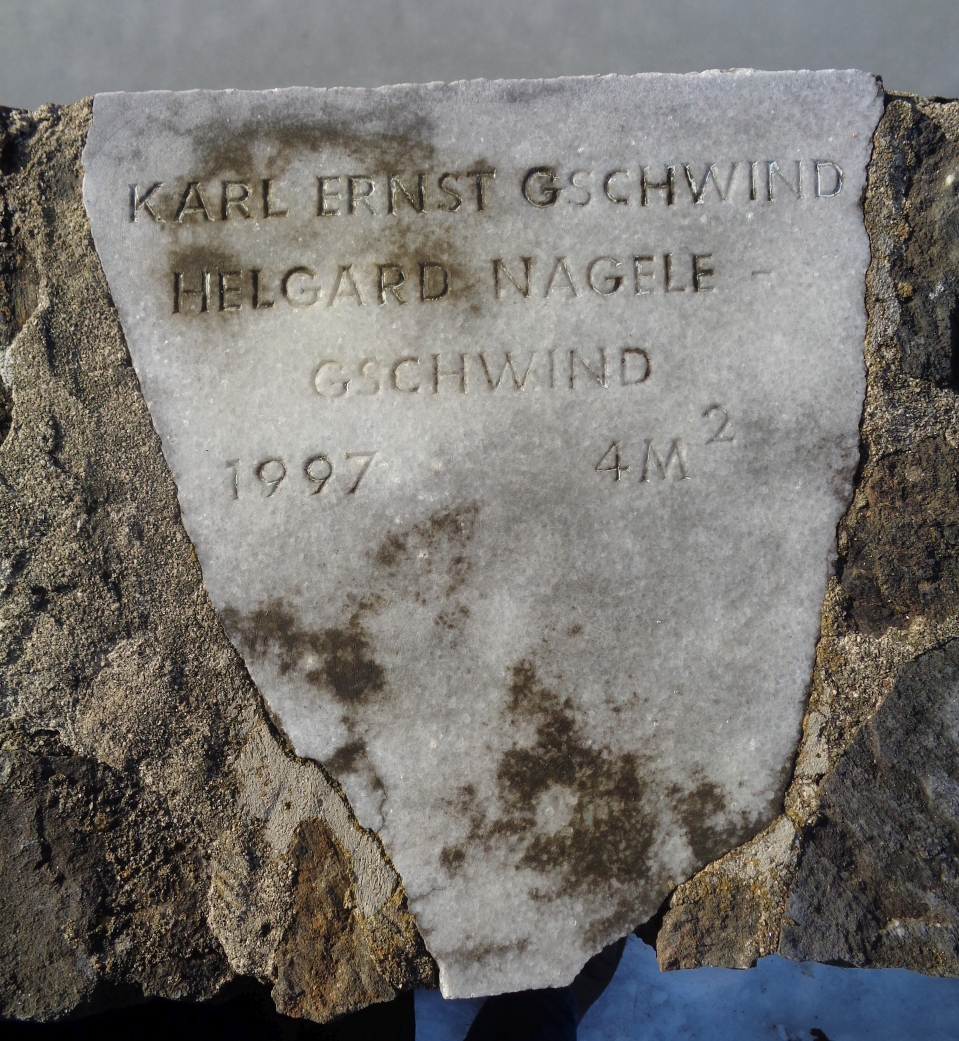 KARL ERNST GSCHWIND
HELGARD NAGELE -
GSCHWIND
1997 4M²